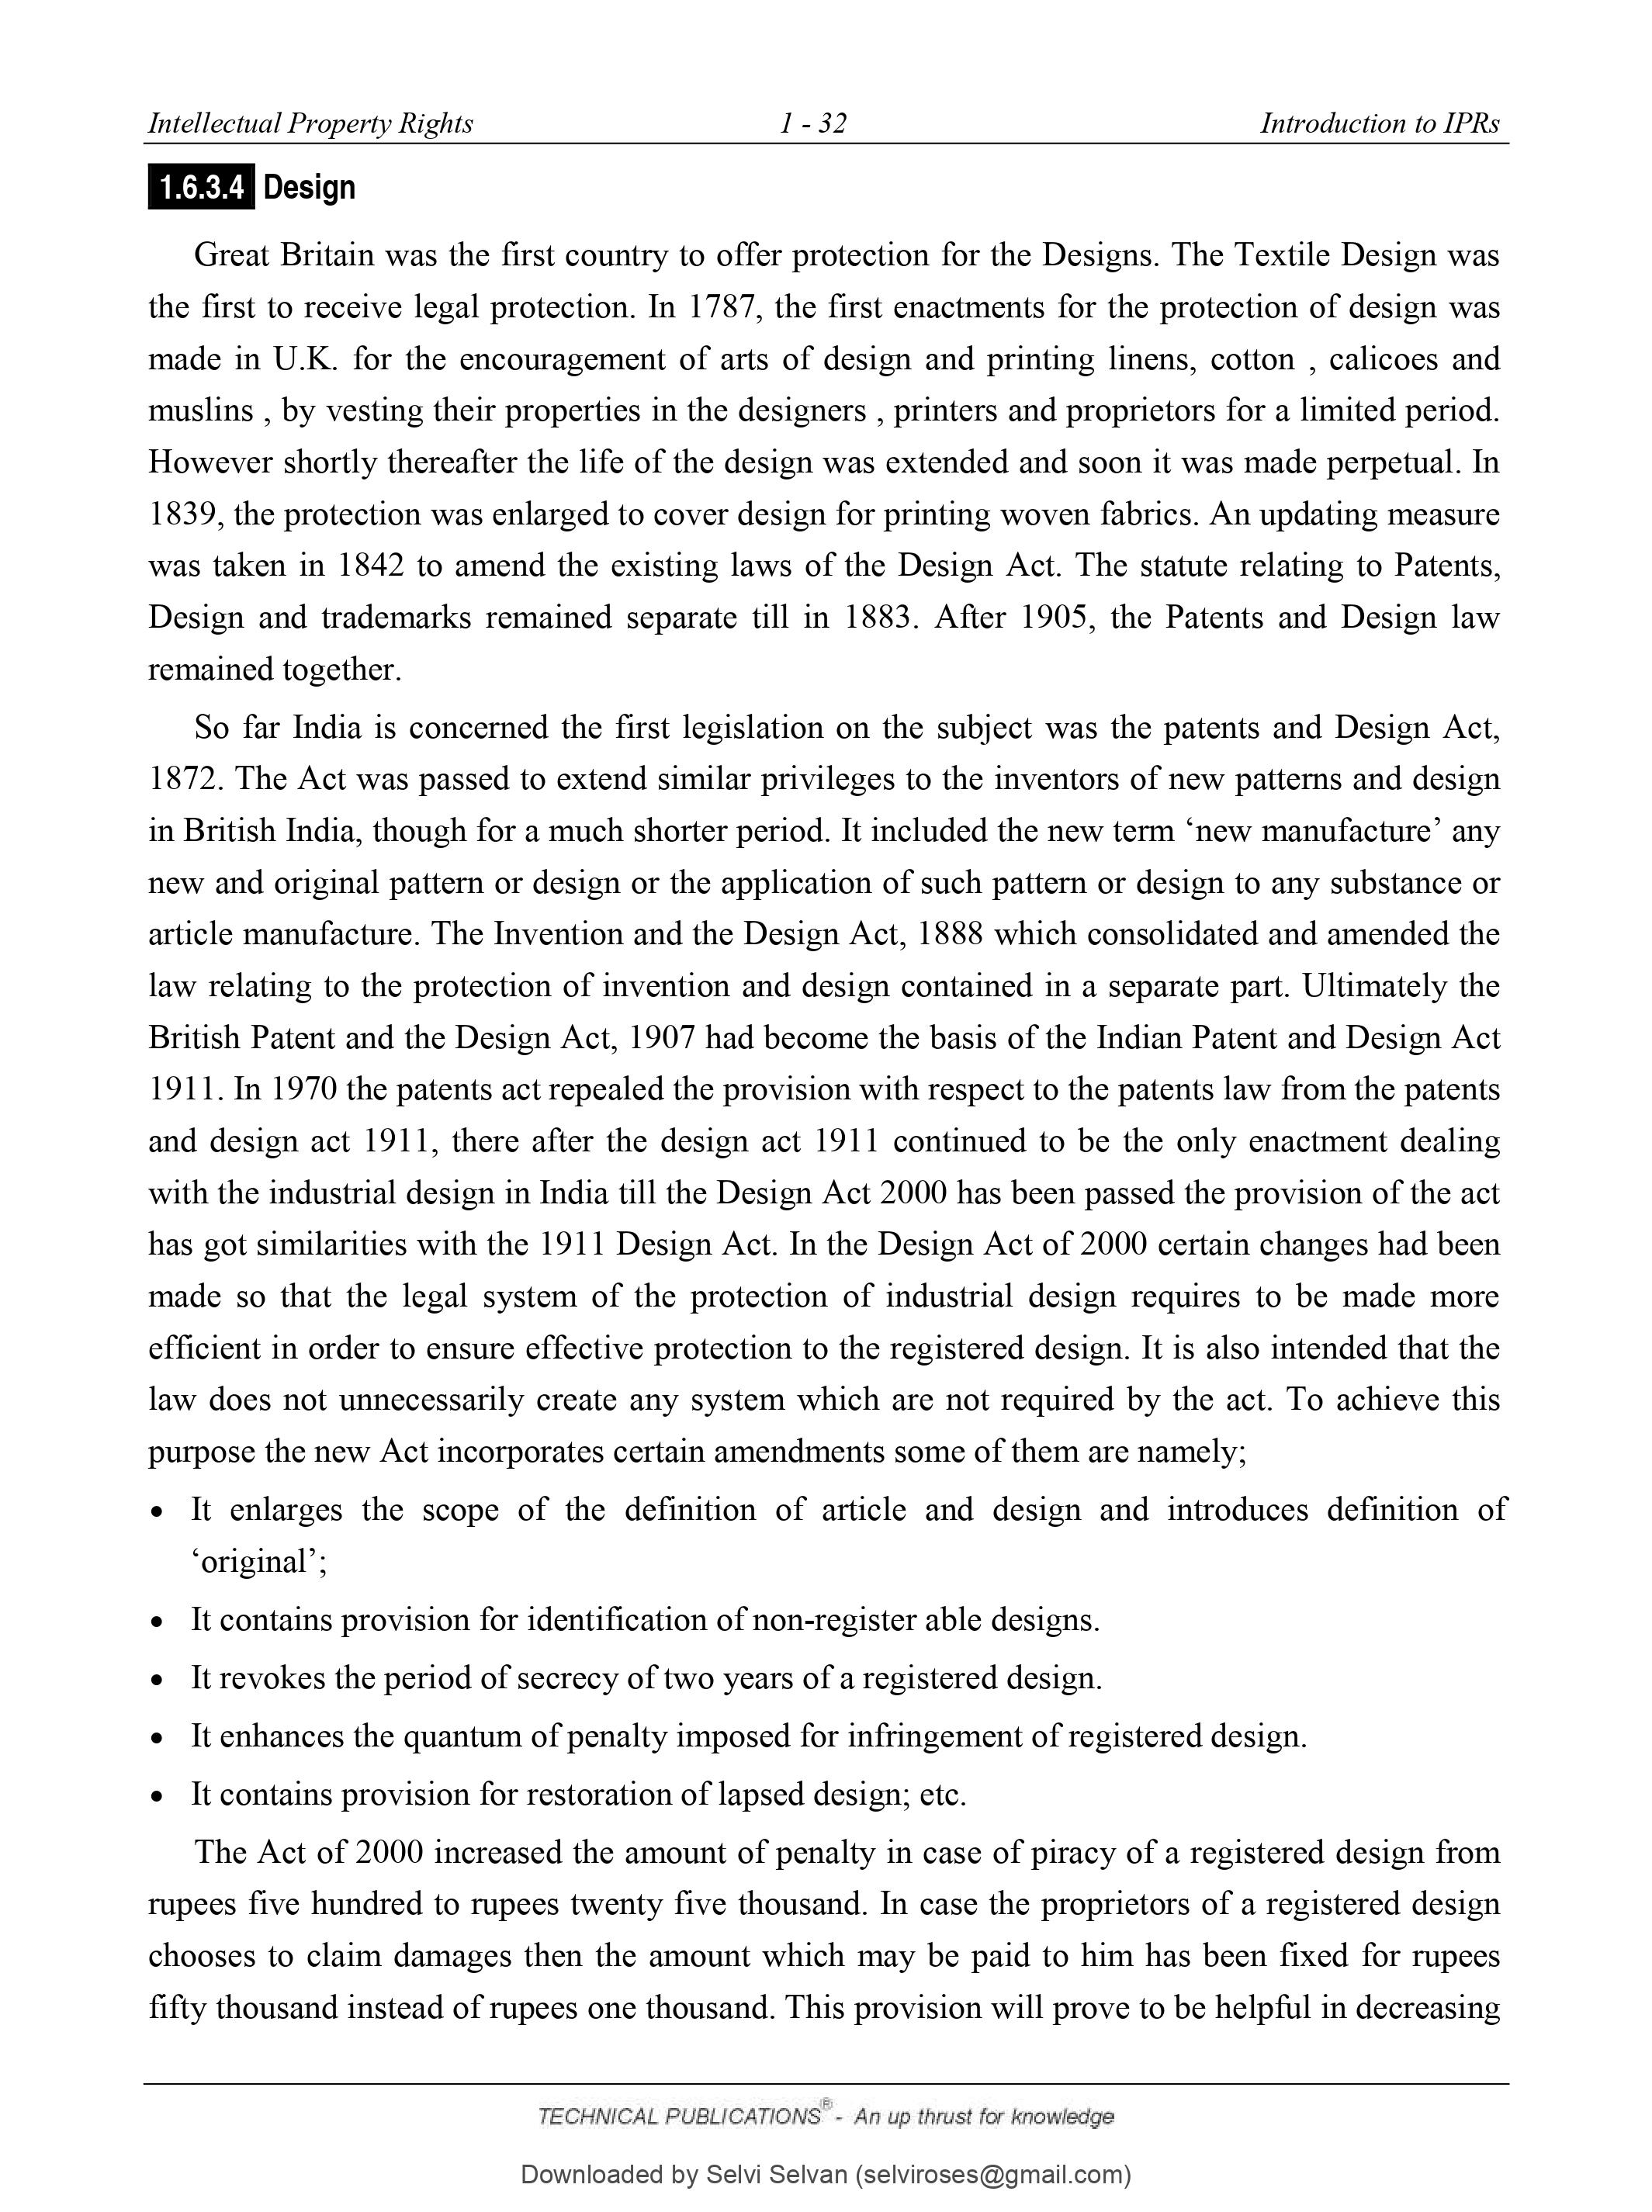 Intellectual Property Rights 1 - 32 Introduction to IPRs
1.6.3.4 Design
Great Britain was the first country to offer protection for the Designs. The Textile Design was
the first to receive legal protection. In 1787, the first enactments for the protection of design was
made in U.K. for the encouragement of arts of design and printing linens, cotton , calicoes and
muslins , by vesting their properties in the designers , printers and proprietors for a limited period.
However shortly thereafter the life of the design was extended and soon it was made perpetual. In
1839, the protection was enlarged to cover design for printing woven fabrics. An updating measure
was taken in 1842 to amend the existing laws of the Design Act. The statute relating to Patents,
Design and trademarks remained separate till in 1883. After 1905, the Patents and Design law
remained together.
So far India is concerned the first legislation on the subject was the patents and Design Act,
1872. The Act was passed to extend similar privileges to the inventors of new patterns and design
in British India, though for a much shorter period. It included the new term ‘new manufacture’ any
new and original pattern or design or the application of such pattern or design to any substance or
article manufacture. The Invention and the Design Act, 1888 which consolidated and amended the
law relating to the protection of invention and design contained in a separate part. Ultimately the
British Patent and the Design Act, 1907 had become the basis of the Indian Patent and Design Act
1911. In 1970 the patents act repealed the provision with respect to the patents law from the patents
and design act 1911, there after the design act 1911 continued to be the only enactment dealing
with the industrial design in India till the Design Act 2000 has been passed the provision of the act
has got similarities with the 1911 Design Act. In the Design Act of 2000 certain changes had been
made so that the legal system of the protection of industrial design requires to be made more
efficient in order to ensure effective protection to the registered design. It is also intended that the
law does not unnecessarily create any system which are not required by the act. To achieve this
purpose the new Act incorporates certain amendments some of them are namely;
• It enlarges the scope of the definition of article and design and introduces definition of
‘original’;
• It contains provision for identification of non-register able designs.
• It revokes the period of secrecy of two years of a registered design.
• It enhances the quantum of penalty imposed for infringement of registered design.
• It contains provision for restoration of lapsed design; etc.
The Act of 2000 increased the amount of penalty in case of piracy of a registered design from
rupees five hundred to rupees twenty five thousand. In case the proprietors of a registered design
chooses to claim damages then the amount which may be paid to him has been fixed for rupees
fifty thousand instead of rupees one thousand. This provision will prove to be helpful in decreasing
TECHNICAL PUBLICATIONS® - An up thrust for knowledge
Downloaded by Selvi Selvan (selviroses@gmail.com)